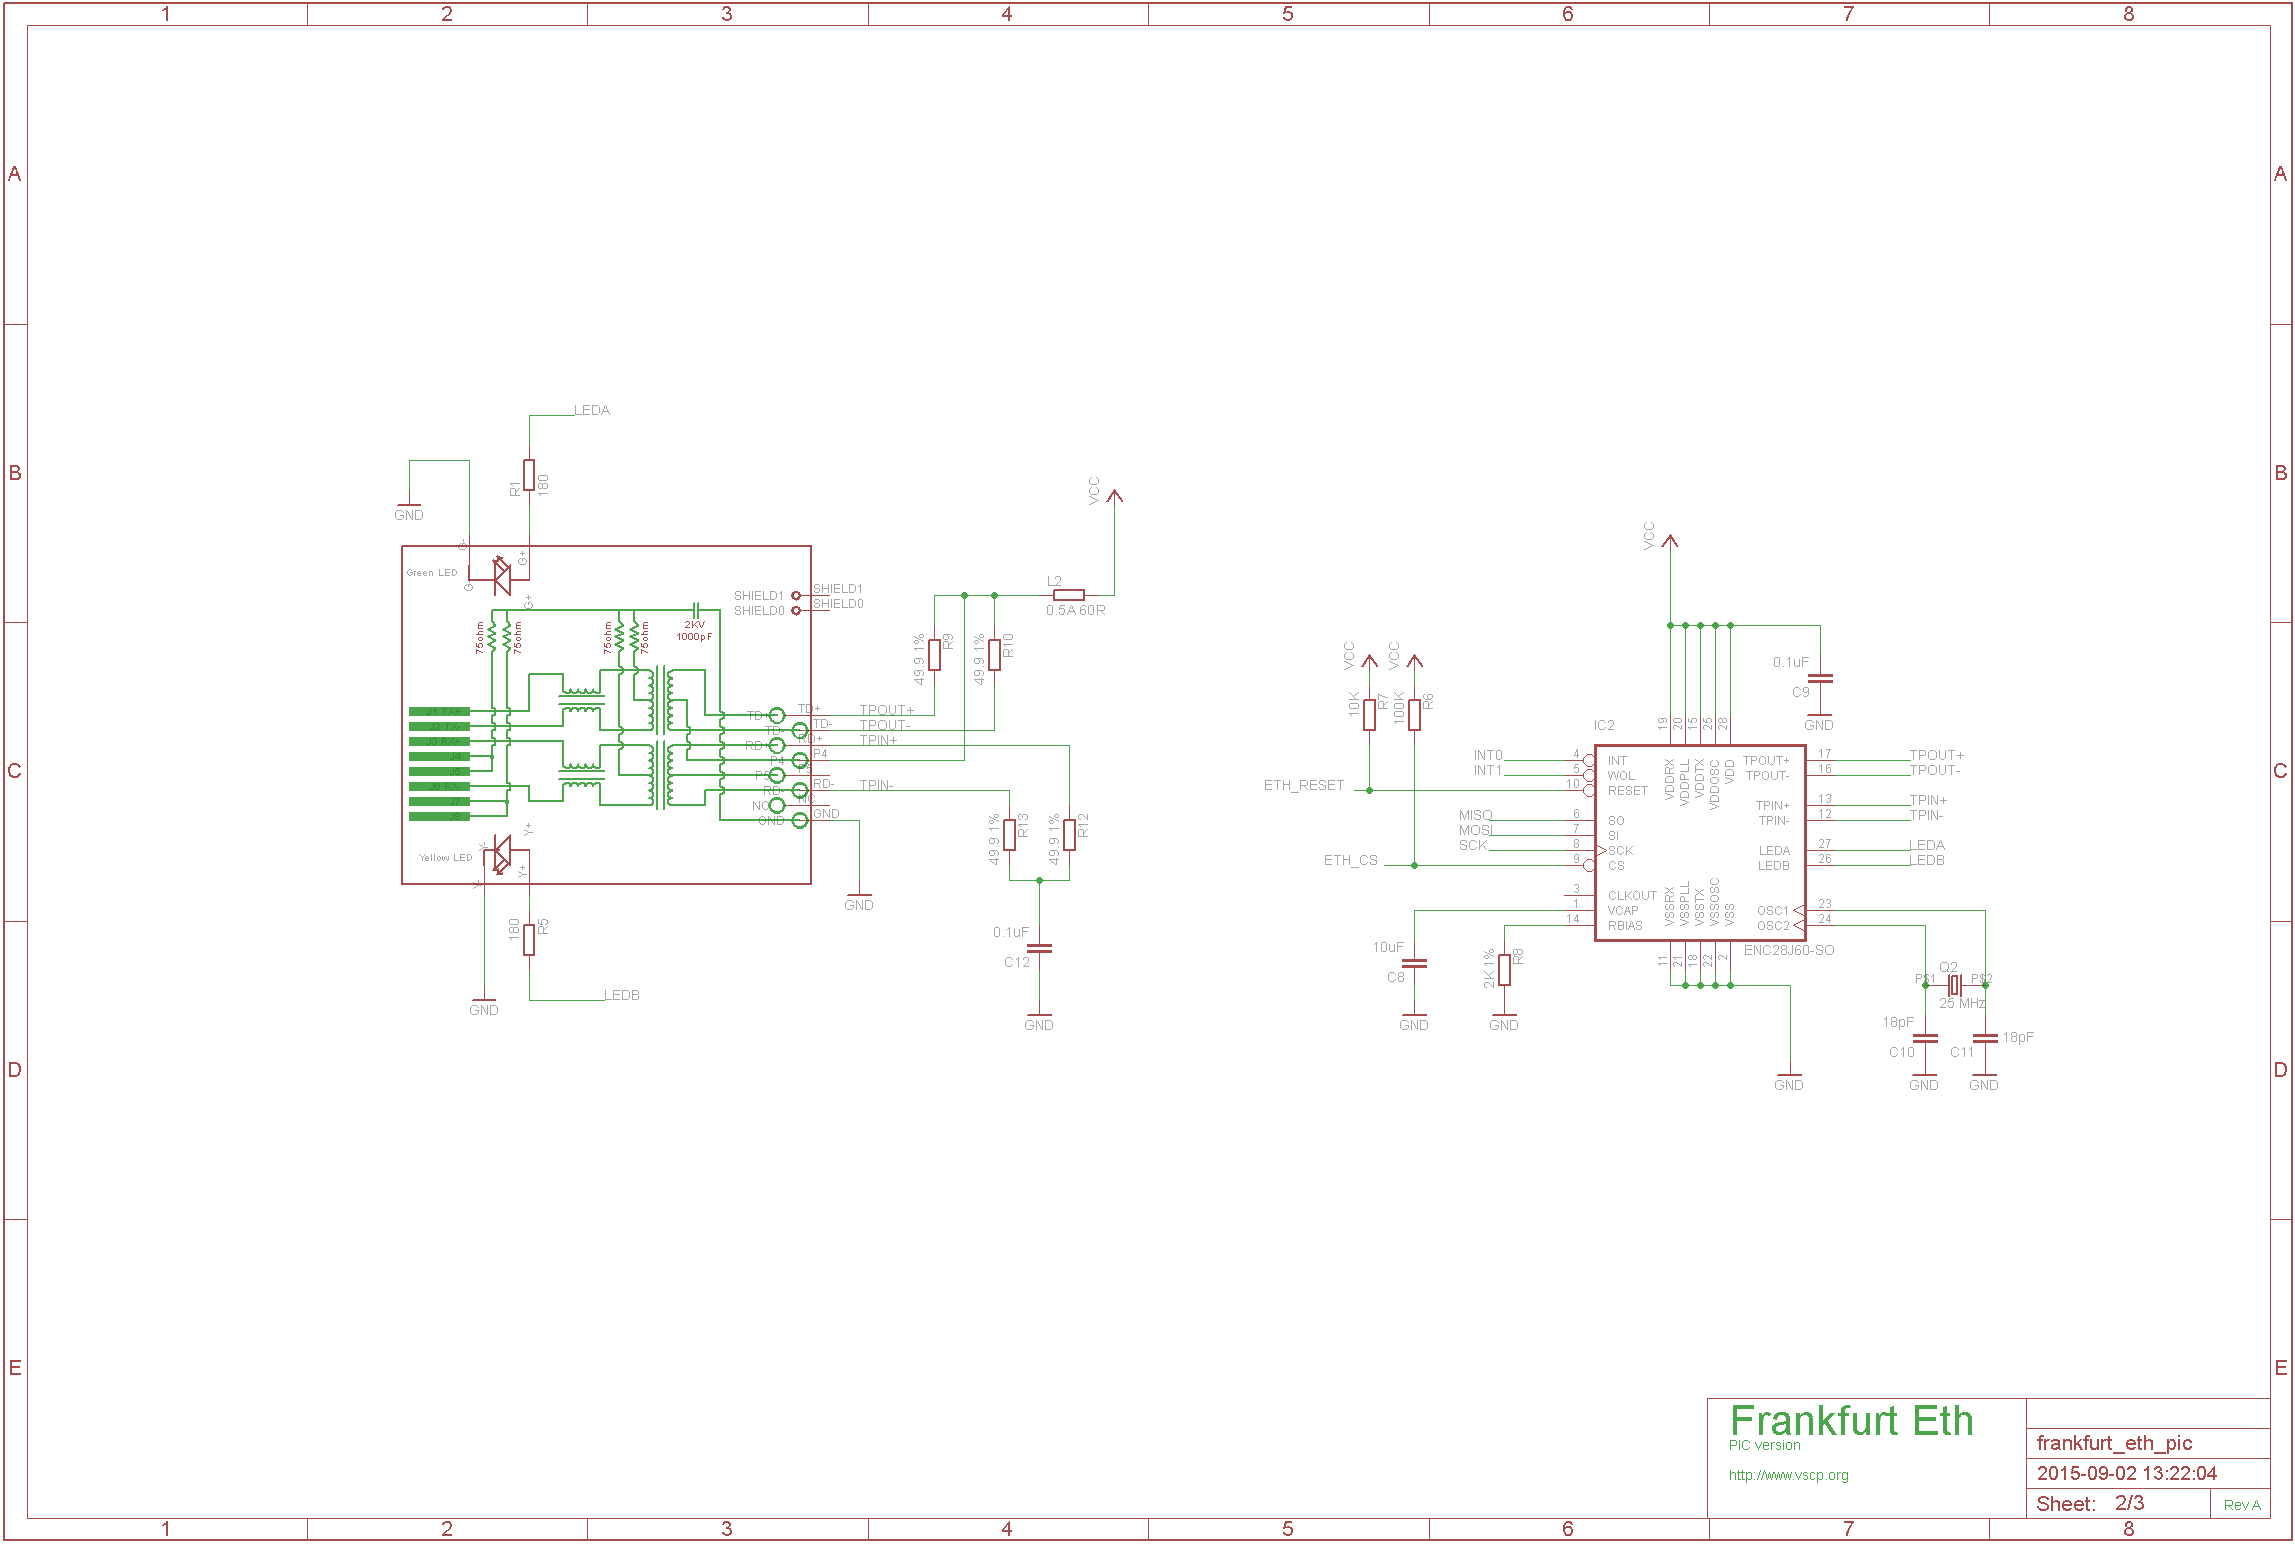 1 2 3 4 5 6 7 8
A A
B B
C C
D D
E E
LEDA
R1
180
GND
G-
G+
Green LED
G-
G+
75ohm
75ohm
75ohm
75ohm
2KV
1000pF
SHIELD1
SHIELD0
SHIELD1
SHIELD0
J1 TX+
J2 TX-
J3 RX+
J4
J5
J6 RX-
J7
J8
TD+ TD+ TPOUT+
TD- TD- TPOUT-
RD+ RD+ TPIN+
P4 P4
P5 P5
RD- RD- TPIN-
NC NC
GND GND
Yellow LED
Y-
Y+
Y-
Y+
GND
180
R5
LEDB
GND
VCC
L2
0.5A 60R
49.9 1%
R9
49.9 1%
R10
49.9 1%
R13
49.9 1%
R12
0.1uF
C12
GND
VCC
VCC
10K
R7
100K
R6
ETH_RESET
ETH_CS
INT0
INT1
MISO
MOSI
SCK
10uF
C8
GND
2K 1%
R8
GND
VCC
0.1uF
C9
GND
IC2
19 20 15 25 28
VDDRX VDDPLL VDDTX VDDOSC VDD
4 INT
5 WOL
10 RESET
6 SO
7 SI
8 SCK
9 CS
3 CLKOUT
1 VCAP
14 RBIAS
TPOUT+ 17 TPOUT+
TPOUT- 16 TPOUT-
TPIN+ 13 TPIN+
TPIN- 12 TPIN-
LEDA 27 LEDA
LEDB 26 LEDB
OSC1 23
OSC2 24
VSSRX VSSPLL VSSTX VSSOSC VSS
11 21 18 22 2
ENC28J60-SO
GND
Q2
PS1 PS2
25 MHz
18pF
C10
GND
C11
18pF
GND
Frankfurt Eth
PIC version
http://www.vscp.org
frankfurt_eth_pic
2015-09-02 13:22:04
Sheet: 2/3
Rev A
1 2 3 4 5 6 7 8